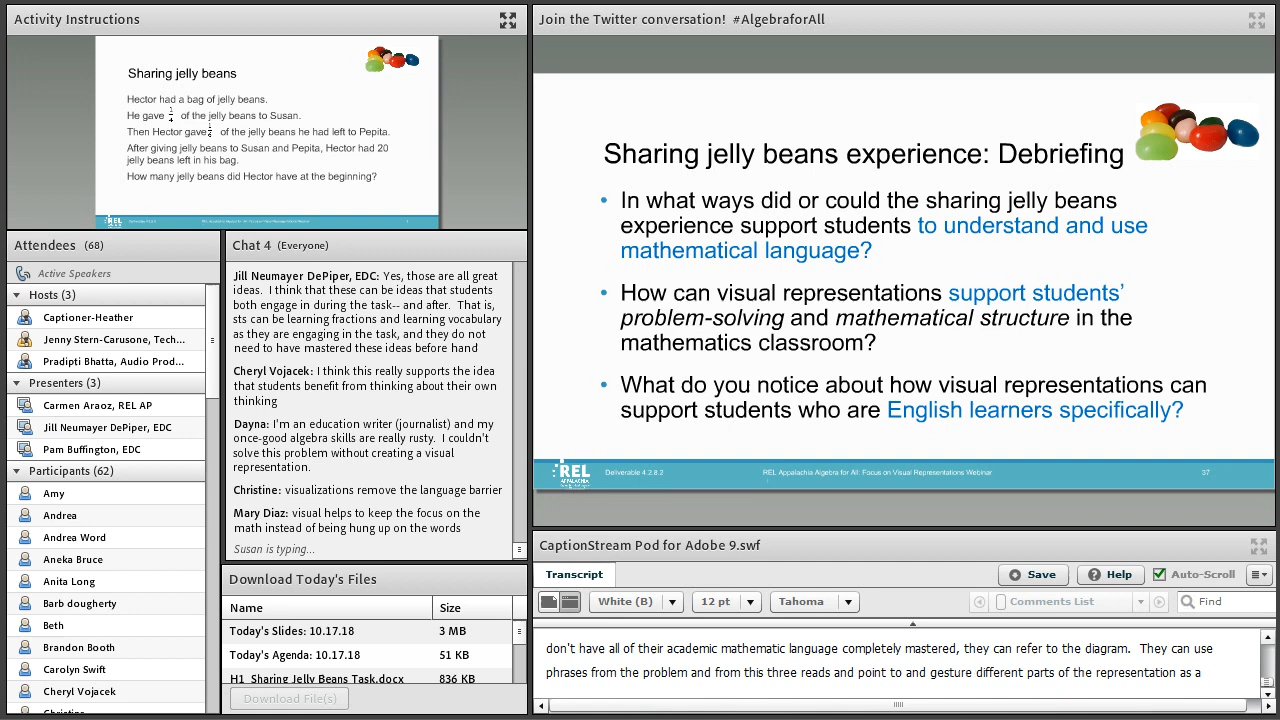 Activity Instructions
Sharing jelly beans
Hector had a bag of jelly beans.
He gave 1/4 of the jelly beans to Susan.
Then Hector gave of the jelly beans he had left to Pepita.
After giving jelly beans to Susan and Pepita, Hector had 20
jelly beans left in his bag.
How many jelly beans did Hector have at the beginning?
REL
Attendees (68)
Active Speakers
Hosts (3)
Captioner-Heather
Jenny Stern-Carusone, Tech...
Pradipti Bhatta, Audio Prod...
Presenters (3)
Carmen Araoz, REL AP
Jill Neumayer DePiper, EDC
Pam Buffington, EDC
Participants (62)
Amy
Andrea
Andrea Word
Aneka Bruce
Anita Long
Barb dougherty
Beth
Brandon Booth
Carolyn Swift
Cheryl Vojacek
Christine
Chat 4 (Everyone)
Jill Neumayer DePiper, EDC: Yes, those are all great
ideas. I think that these can be ideas that students
both engage in during the task-- and after. That is,
sts can be learning fractions and learning vocabulary
as they are engaging in the task, and they do not
need to have mastered these ideas before hand
Cheryl Vojacek: I think this really supports the idea
that students benefit from thinking about their own
thinking
Dayna: I'm an education writer (journalist) and my
once-good algebra skills are really rusty. I couldn't
solve this problem without creating a visual
representation.
Christine: visualizations remove the language barrier
Mary Diaz: visual helps to keep the focus on the
math instead of being hung up on the words
Susan is typing...
Download Today's Files
Name Size
Today's Slides: 10.17.18 3 MB
Today's Agenda: 10.17.18 51 KB
H1_Sharing Jelly Beans Task.docx 836 KB
Download File(s)
Join the Twitter conversation! #AlgebraforAll
Sharing jelly beans experience: Debriefing
• In what ways did or could the sharing jelly beans
experience support students to understand and use
mathematical language?
• How can visual representations support students'
problem-solving and mathematical structure in the
mathematics classroom?
• What do you notice about how visual representations can
support students who are English learners specifically?
REL
APPALACHIA
Deliverable 4.2.8.2 REL Appalachia Algebra for All: Focus on Visual Representations Webinar 37
CaptionStream Pod for Adobe 9.swf
Transcript Save Help Auto-Scroll
White (B) 12 pt Tahoma Comments List Find
don't have all of their academic mathematic language completely mastered, they can refer to the diagram. They can use
phrases from the problem and from this three reads and point to and gesture different parts of the representation as a